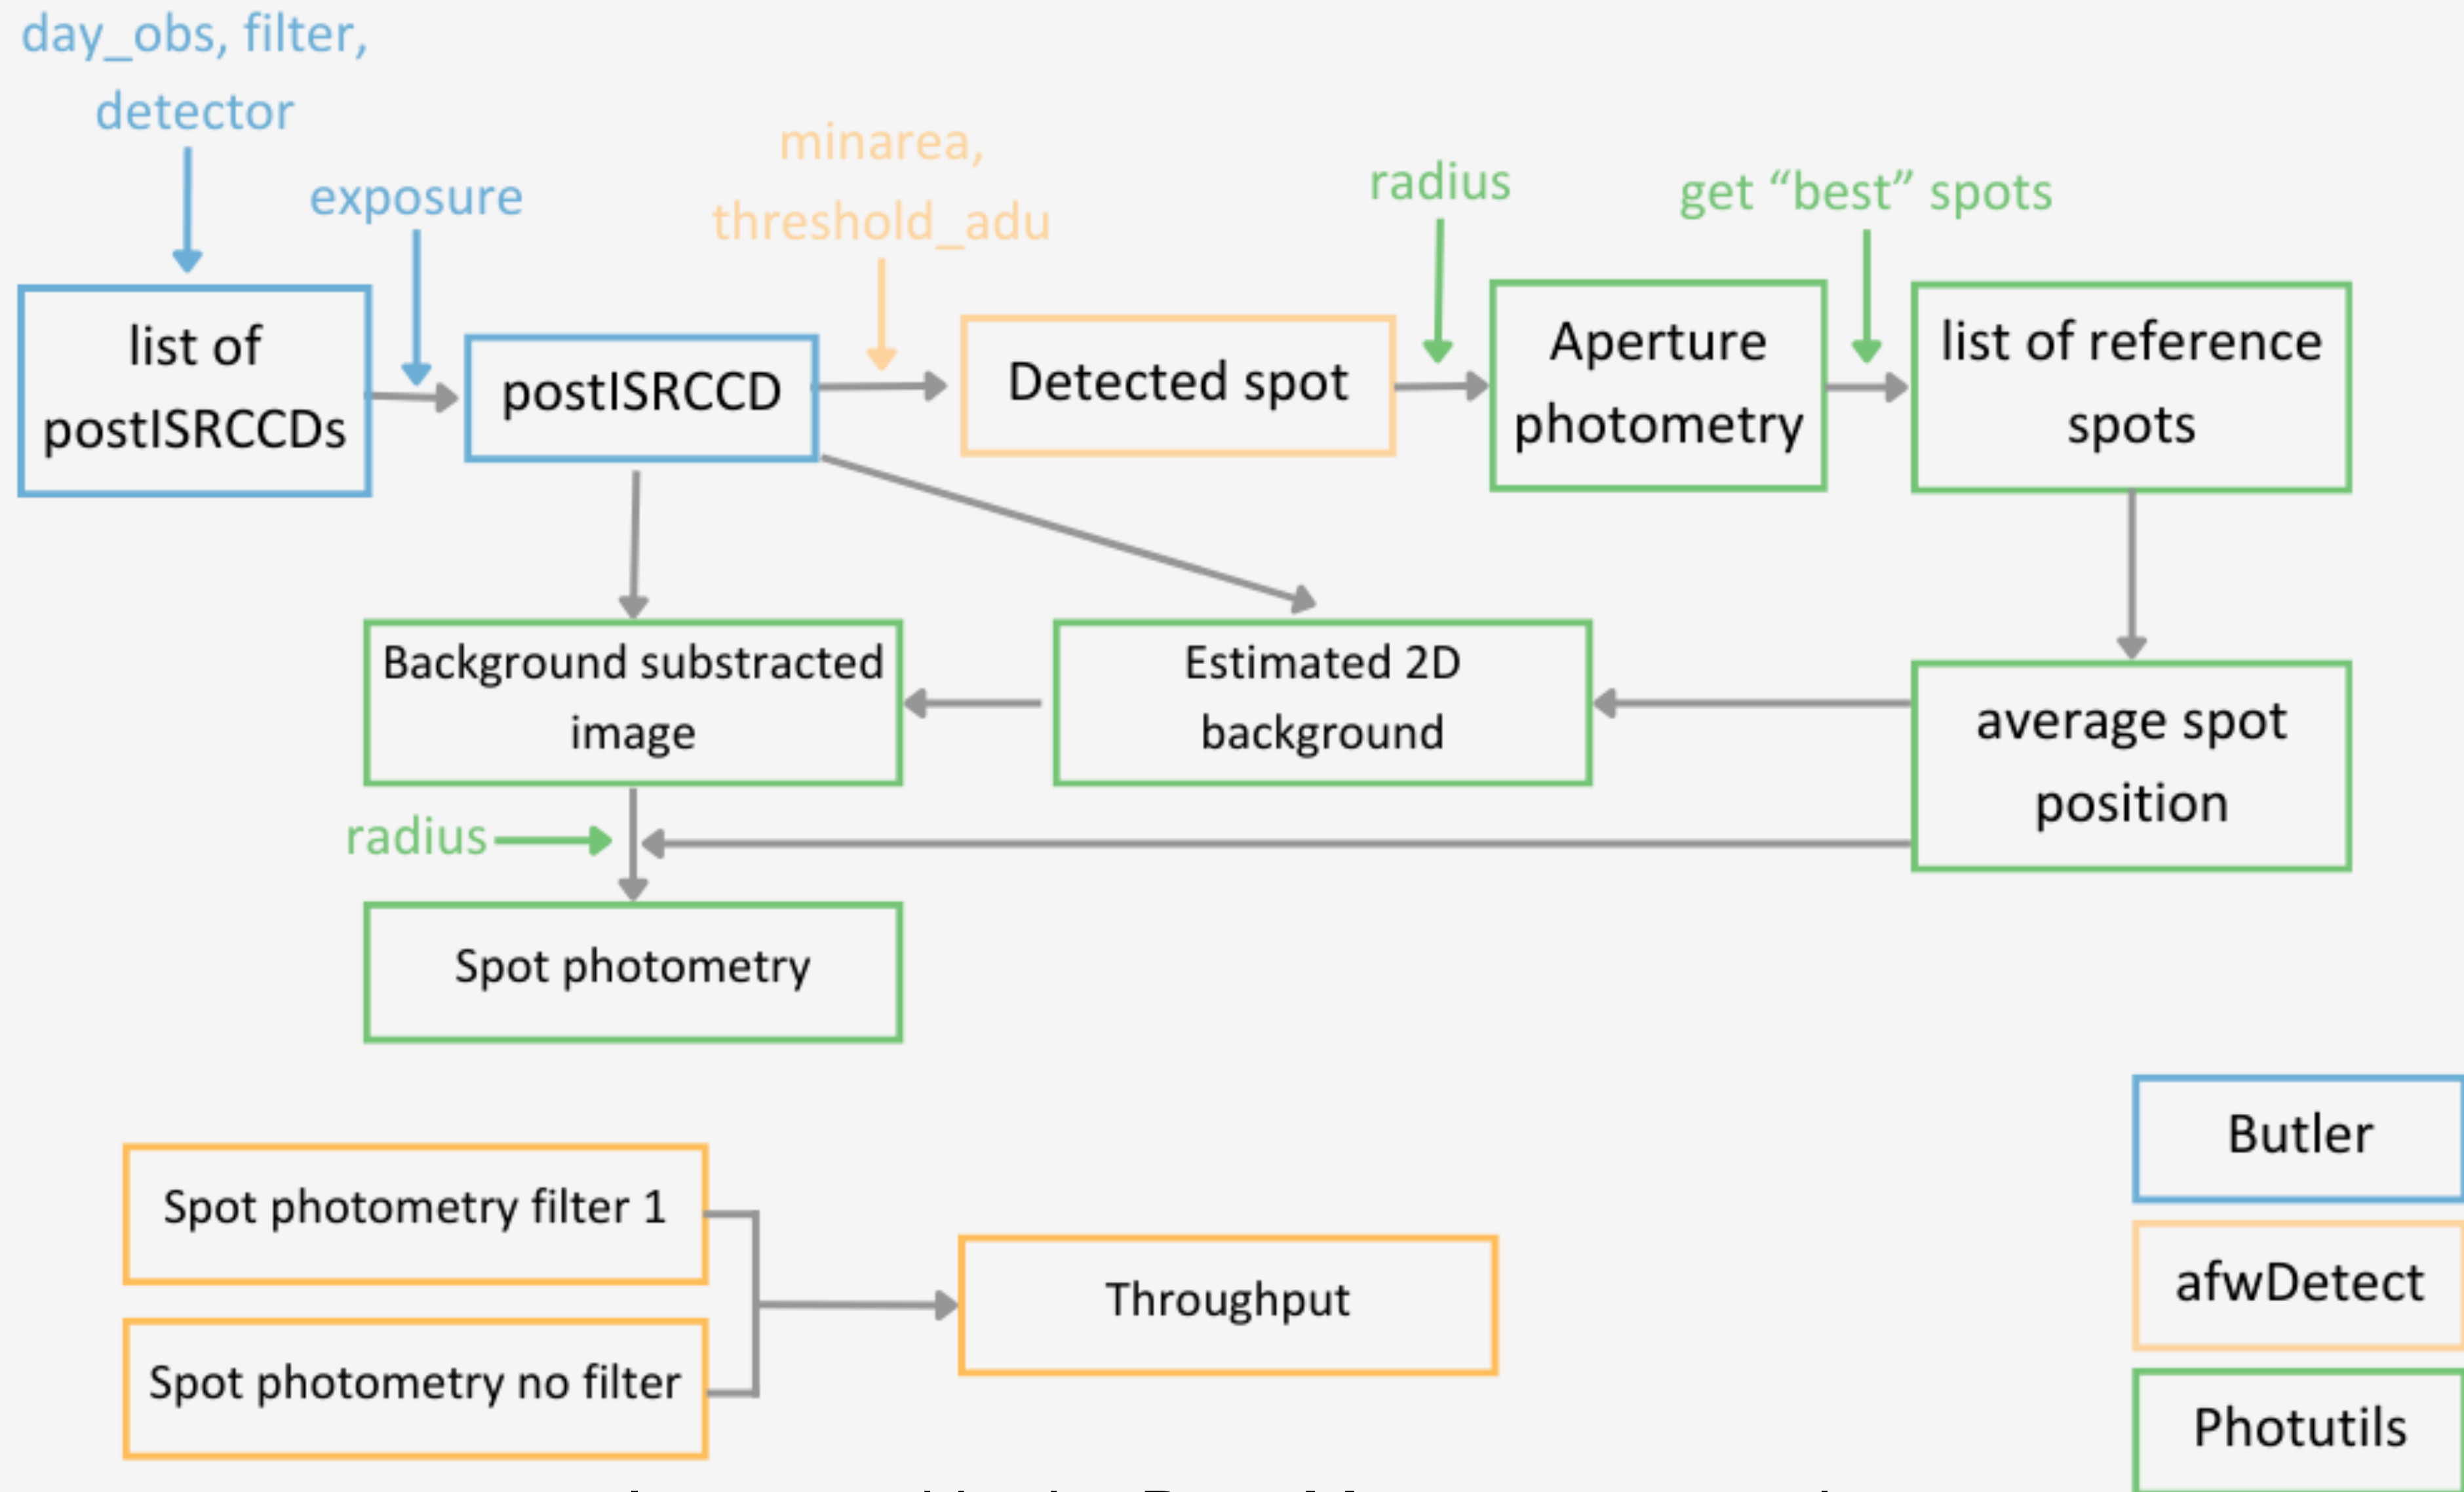 day_obs, filter,
detector
exposure
minarea,
threshold_adu
radius
get “best” spots
list of
postISRCCDs
postISRCCD
Detected spot
Aperture
photometry
list of reference
spots
Background substracted
image
Estimated 2D
background
average spot
position
radius
Spot photometry
Spot photometry filter 1
Spot photometry no filter
Throughput
Butler
afwDetect
Photutils